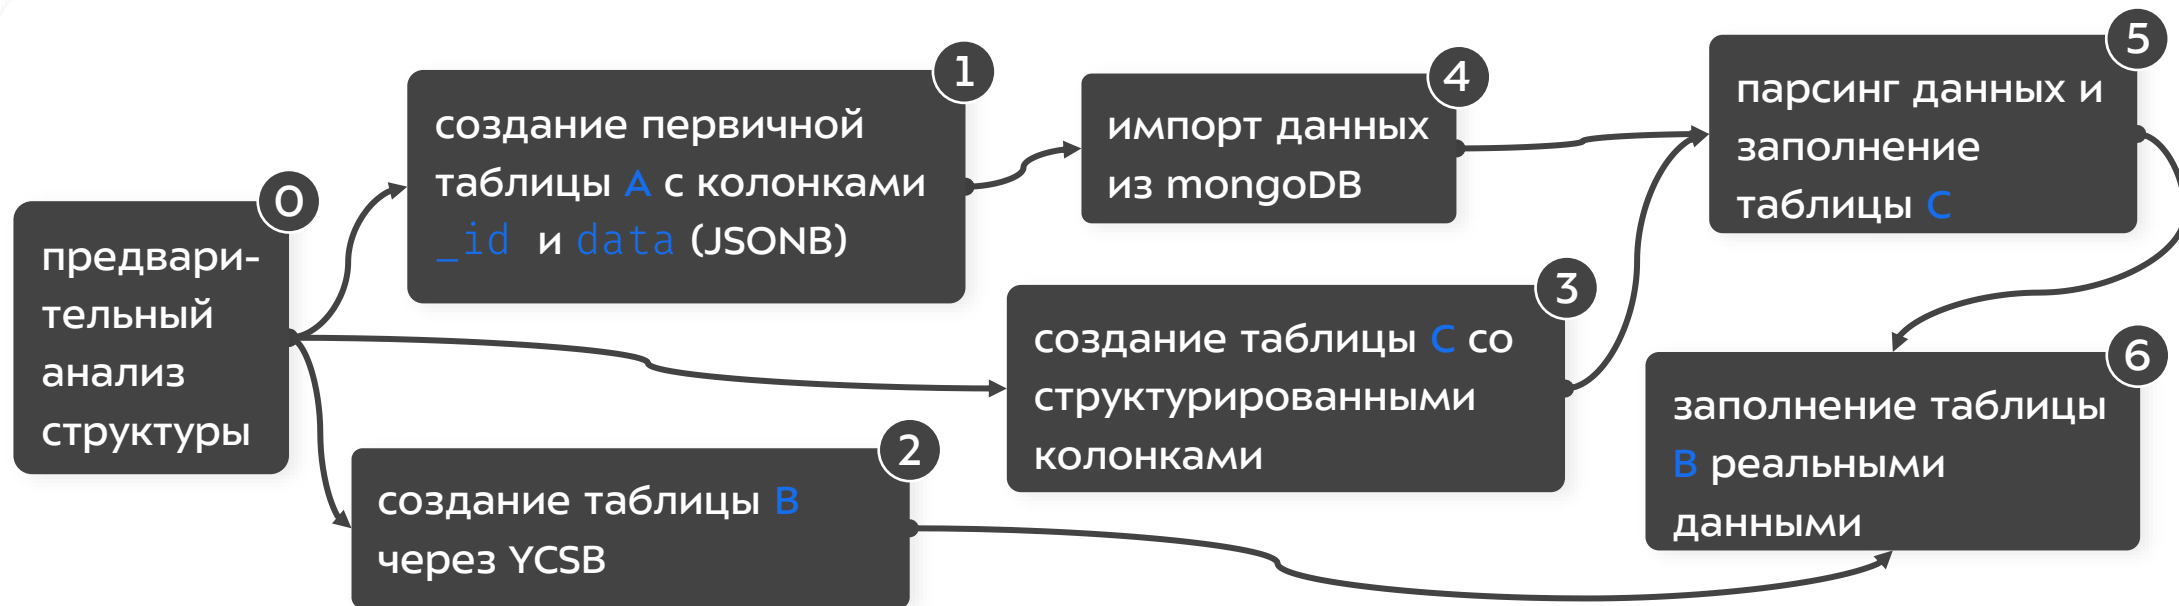 0
предвари-
тельный
анализ
структуры
1
создание первичной
таблицы A с колонками
_id и data (JSONB)
2
создание таблицы B
через YCSB
3
создание таблицы C со
структурированными
колонками
4
импорт данных
из mongoDB
5
парсинг данных и
заполнение
таблицы C
6
заполнение таблицы
B реальными
данными